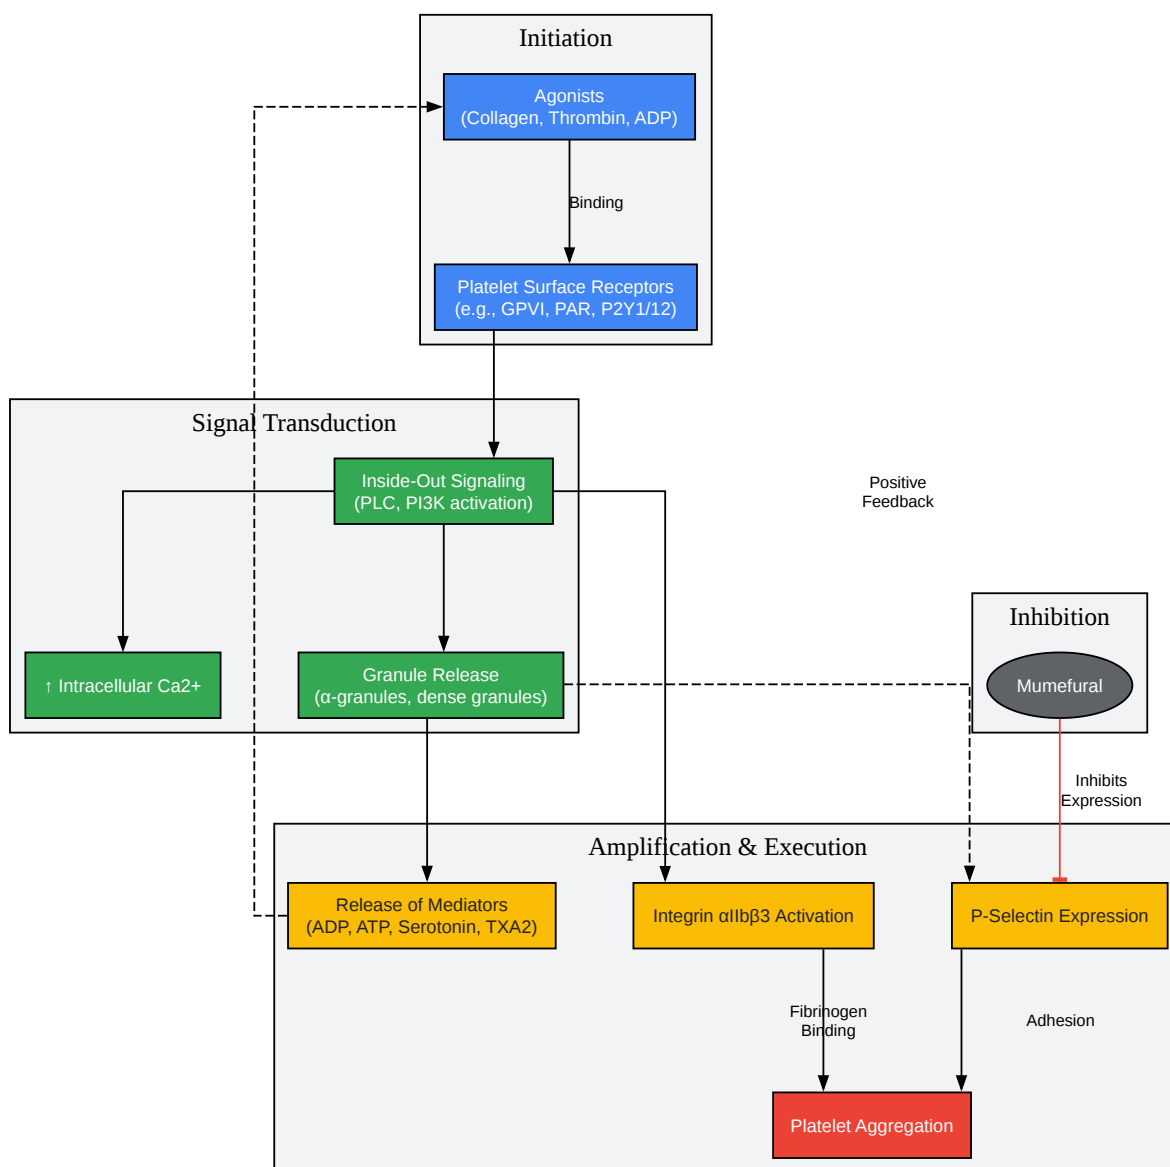 Initiation
Agonists
(Collagen, Thrombin, ADP)
Binding
Platelet Surface Receptors
(e.g., GPVI, PAR, P2Y1/12)
Signal Transduction
Inside-Out Signaling
(PLC, PI3K activation)
Positive
Feedback
Inhibition
↑ Intracellular Ca2+
Granule Release
(α-granules, dense granules)
Mumefural
Inhibits
Expression
Amplification & Execution
Release of Mediators
(ADP, ATP, Serotonin, TXA2)
Integrin αIIbβ3 Activation
P-Selectin Expression
Fibrinogen
Binding
Adhesion
Platelet Aggregation